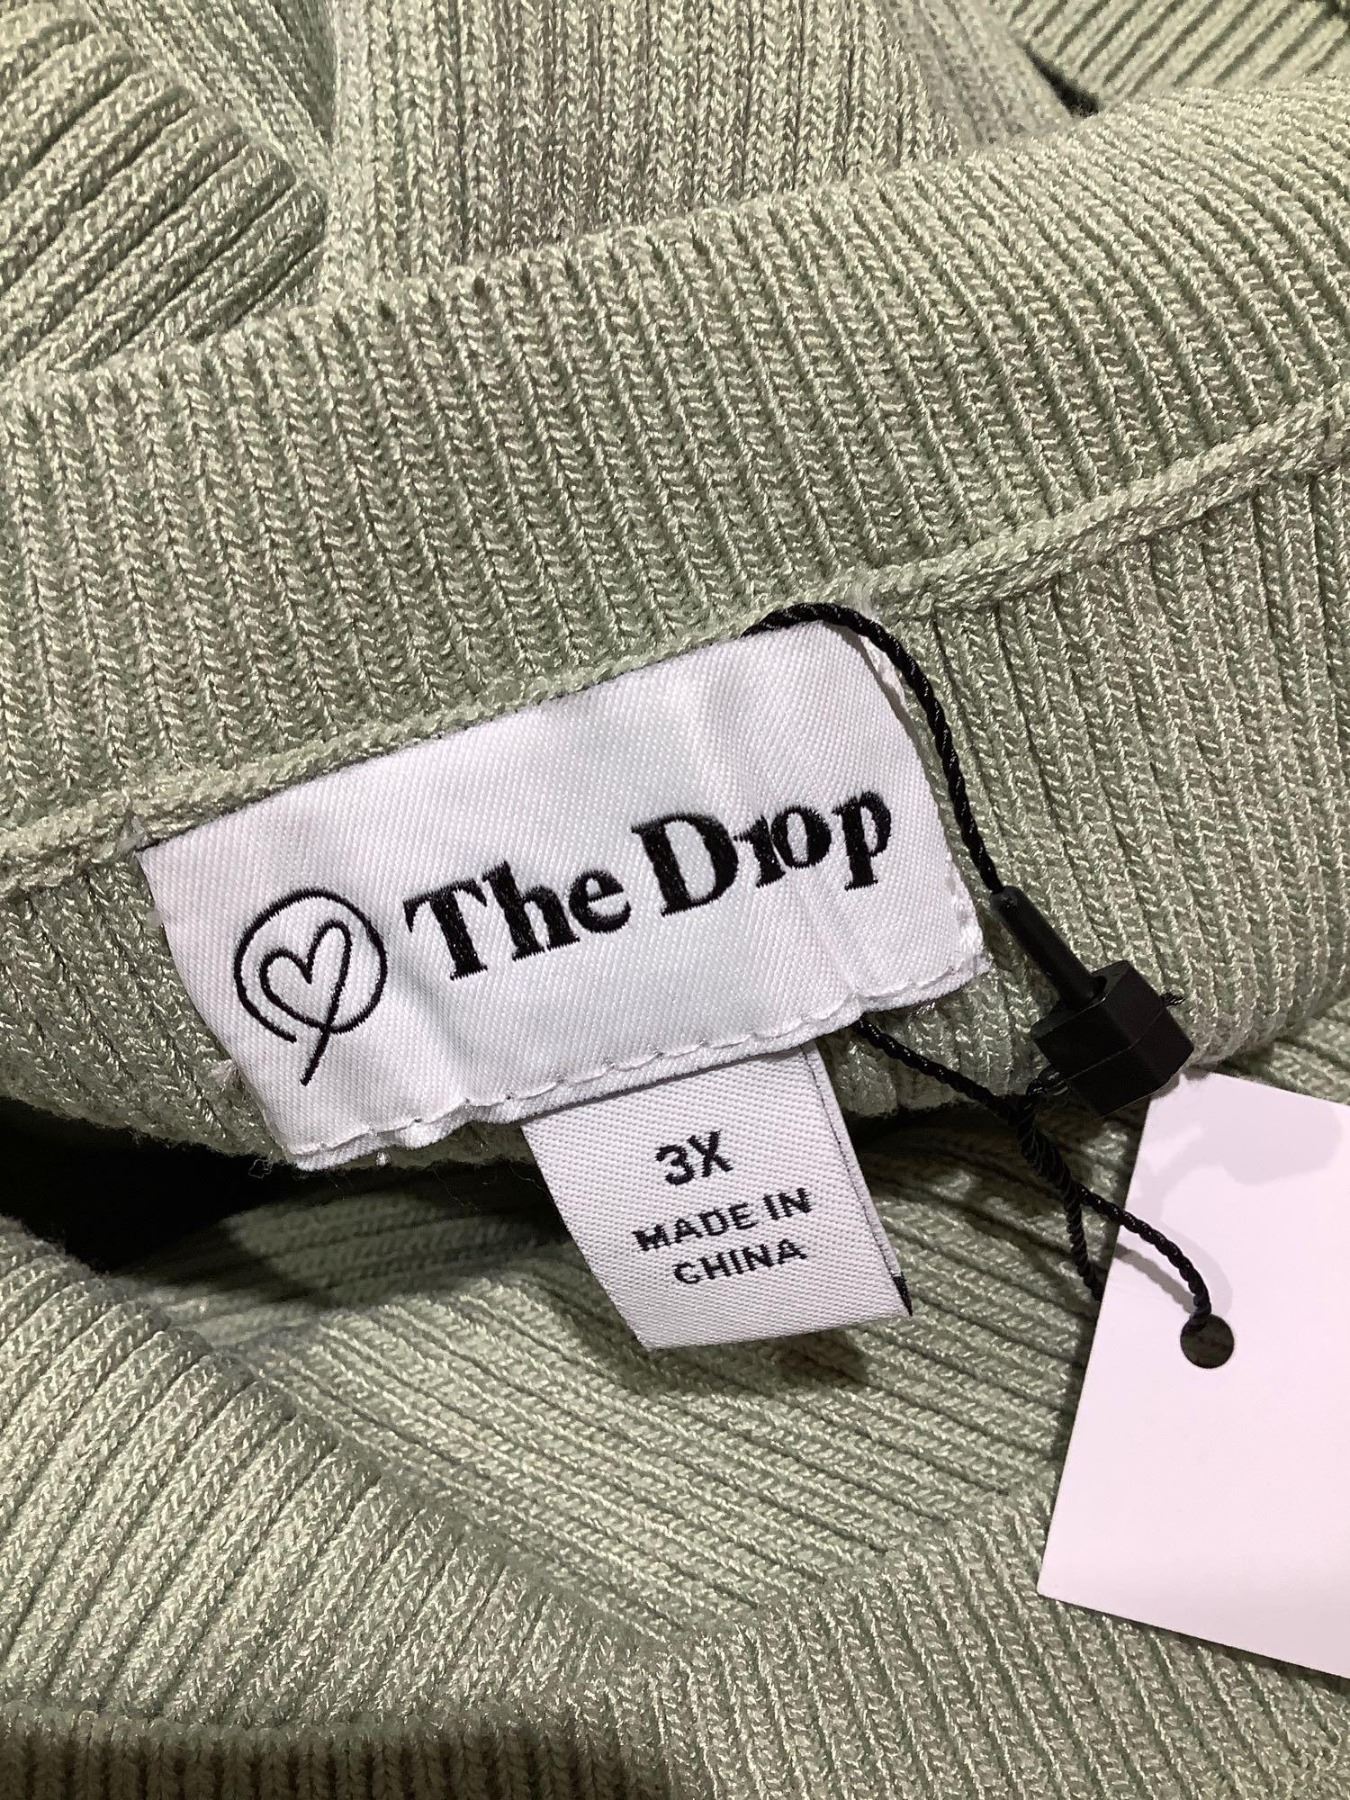 The Drop
3X
MADE IN
CHINA